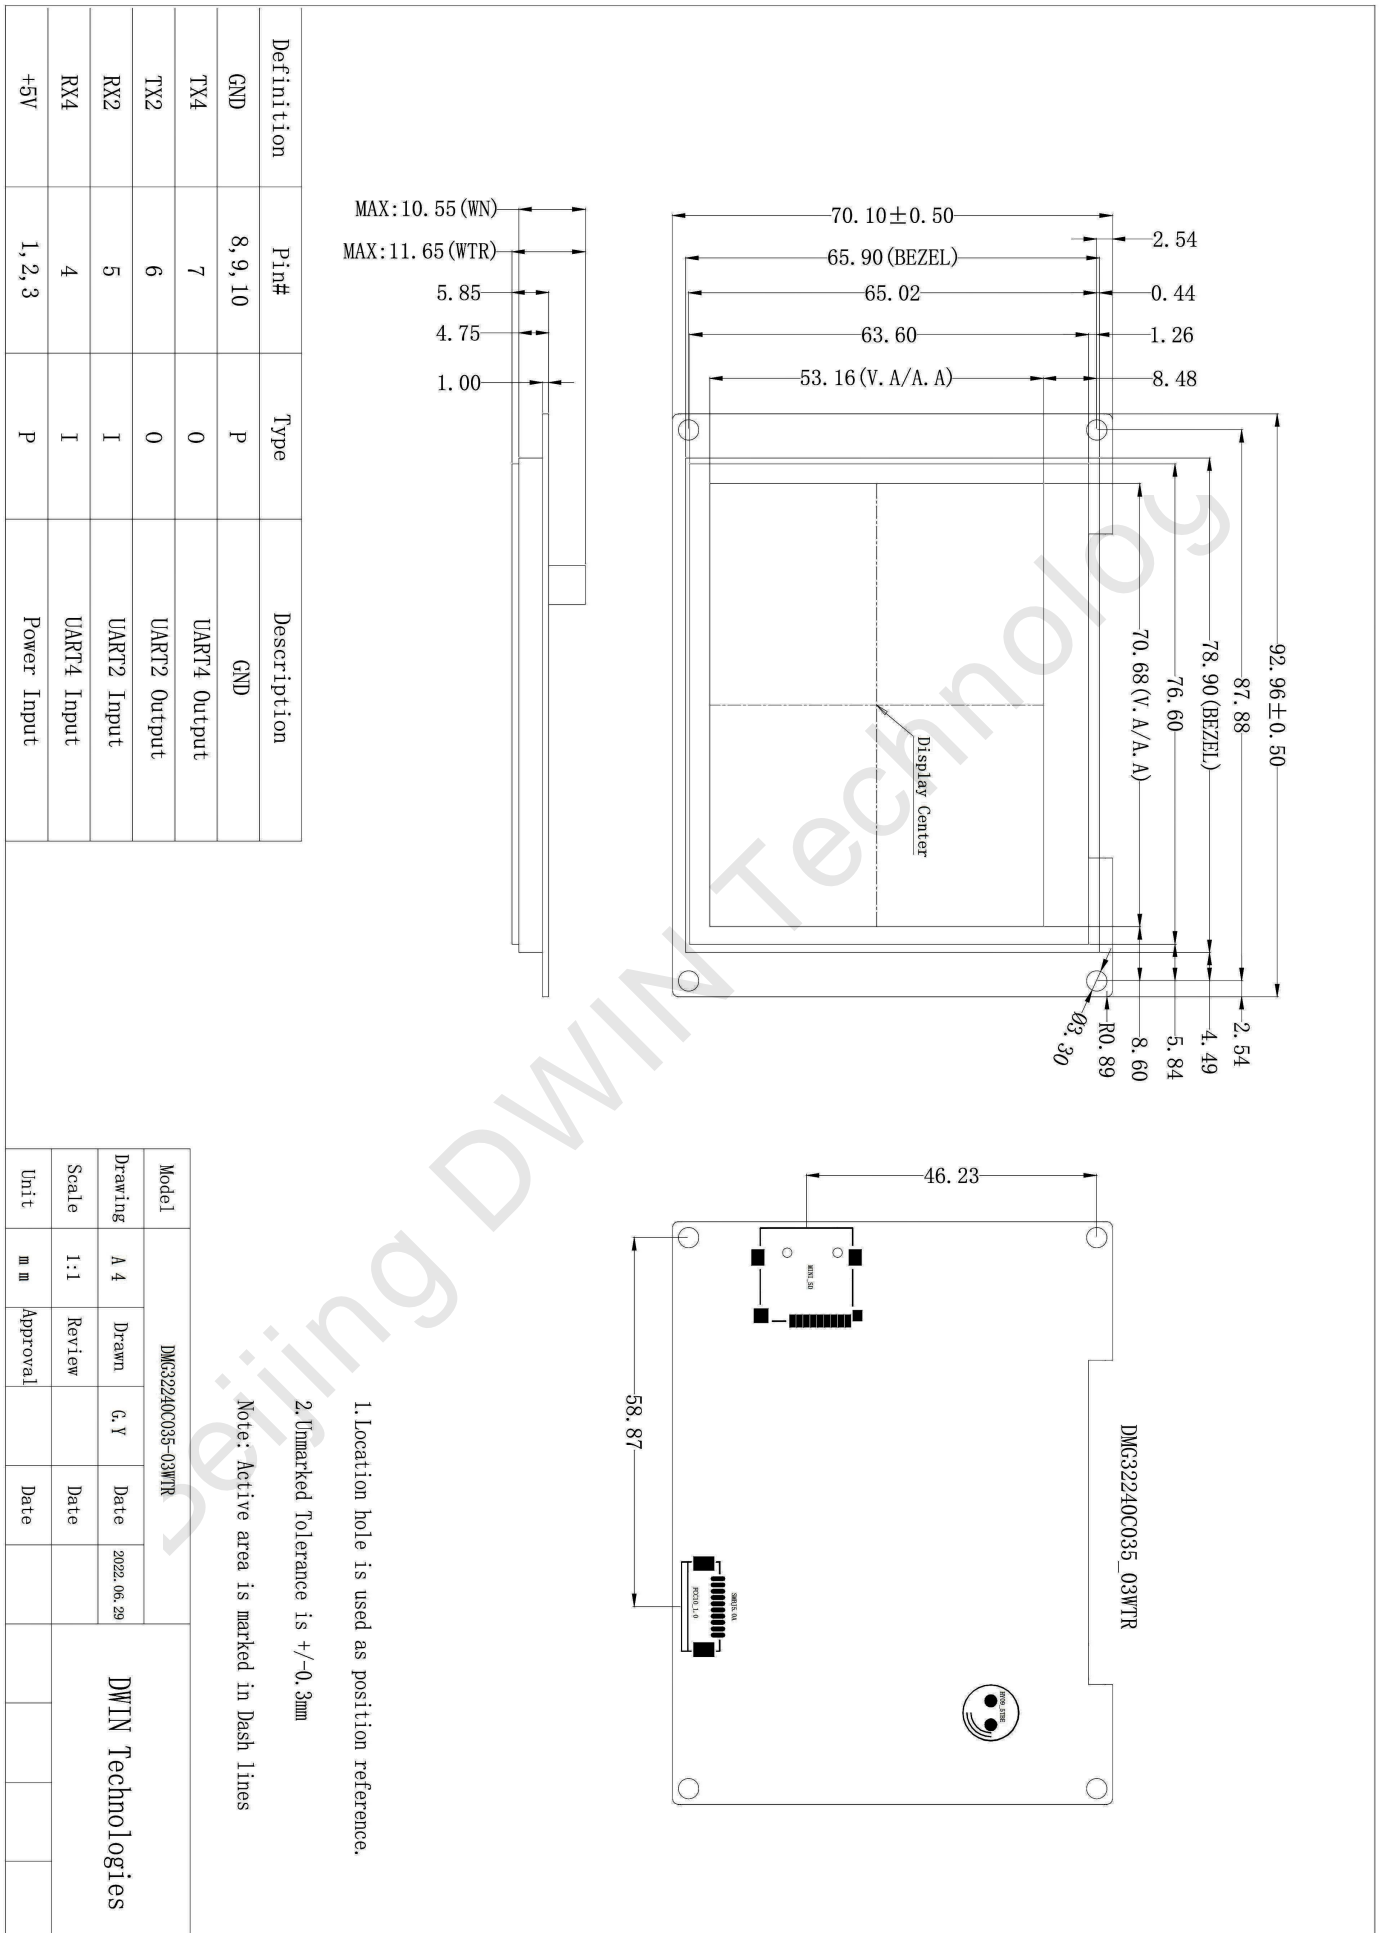 MAX:10.55(WN)
MAX:11.65(WTR)
5.85
4.75
1.00
70.10±0.50
2.54
65.90(BEZEL)
65.02
0.44
63.60
1.26
53.16(V.A/A.A)
8.48
92.96±0.50
87.88
78.90(BEZEL)
76.60
70.68(V.A/A.A)
Display Center
2.54
4.49
5.84
8.60
R0.89
Ø3.30
46.23
58.87
MINI_SD
SMBJ5.0A
FCC10_1.0
DMG32240C035_03WTR
Definition Pin# Type Description
GND 8,9,10 P GND
TX4 7 O UART4 Output
TX2 6 O UART2 Output
RX2 5 I UART2 Input
RX4 4 I UART4 Input
+5V 1,2,3 P Power Input
1.Location hole is used as position reference.
2.Unmarked Tolerance is +/-0.3mm
Note: Active area is marked in Dash lines
Model DMG32240C035-03WTR
Drawing A4 Drawn G.Y Date 2022.06.29
Scale 1:1 Review Date
Unit mm Approval Date
DWIN Technologies
Beijing DWIN Technolog